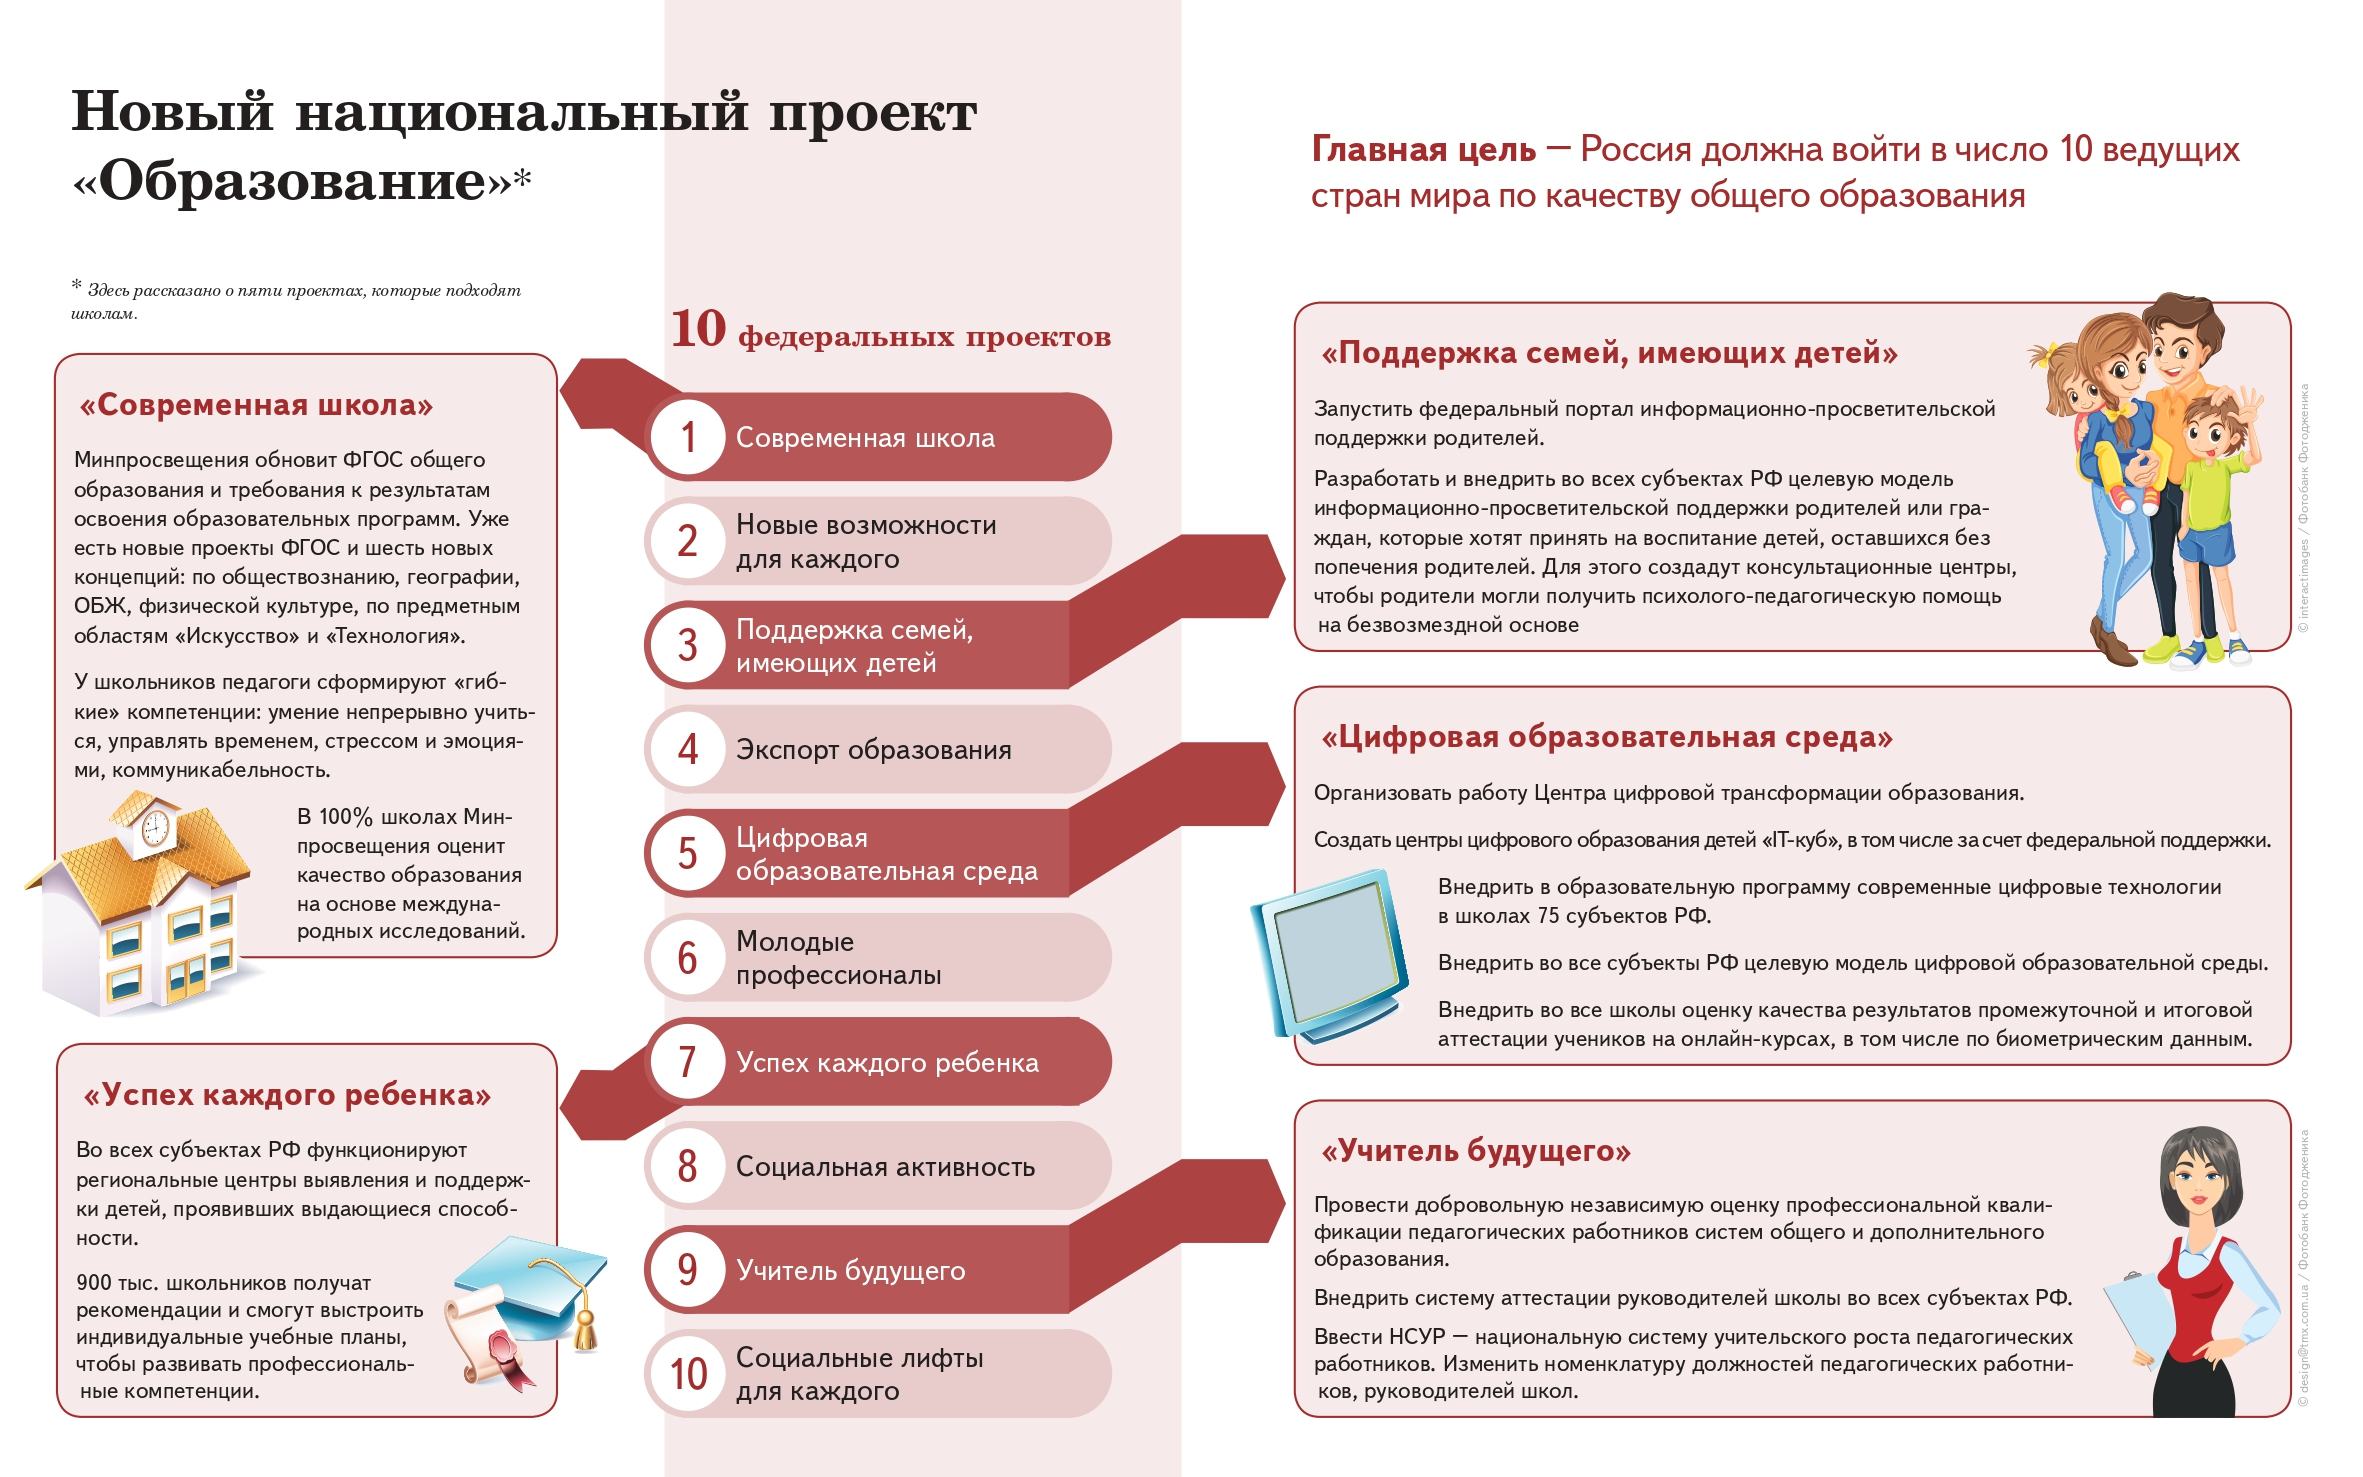 Новый национальный проект
«Образование»*
Главная цель — Россия должна войти в число 10 ведущих
стран мира по качеству общего образования
* Здесь рассказано о пяти проектах, которые подходят
школам.
«Современная школа»
Минпросвещения обновит ФГОС общего
образования и требования к результатам
освоения образовательных программ. Уже
есть новые проекты ФГОС и шесть новых
концепций: по обществознанию, географии,
ОБЖ, физической культуре, по предметным
областям «Искусство» и «Технология».
У школьников педагоги сформируют «гиб-
кие» компетенции: умение непрерывно учить-
ся, управлять временем, стрессом и эмоция-
ми, коммуникабельность.
В 100% школах Мин-
просвещения оценит
качество образования
на основе междуна-
родных исследований.
«Успех каждого ребенка»
Во всех субъектах РФ функционируют
региональные центры выявления и поддерж-
ки детей, проявивших выдающиеся способ-
ности.
900 тыс. школьников получат
рекомендации и смогут выстроить
индивидуальные учебные планы,
чтобы развивать профессиональ-
ные компетенции.
10 федеральных проектов
1 Современная школа
2 Новые возможности
для каждого
3 Поддержка семей,
имеющих детей
4 Экспорт образования
5 Цифровая
образовательная среда
6 Молодые
профессионалы
7 Успех каждого ребенка
8 Социальная активность
9 Учитель будущего
10 Социальные лифты
для каждого
«Поддержка семей, имеющих детей»
Запустить федеральный портал информационно-просветительской
поддержки родителей.
Разработать и внедрить во всех субъектах РФ целевую модель
информационно-просветительской поддержки родителей или гра-
ждан, которые хотят принять на воспитание детей, оставшихся без
попечения родителей. Для этого создадут консультационные центры,
чтобы родители могли получить психолого-педагогическую помощь
на безвозмездной основе
© interactimages / Фотобанк Фотодженика
«Цифровая образовательная среда»
Организовать работу Центра цифровой трансформации образования.
Создать центры цифрового образования детей «IT-куб», в том числе за счет федеральной поддержки.
Внедрить в образовательную программу современные цифровые технологии
в школах 75 субъектов РФ.
Внедрить во все субъекты РФ целевую модель цифровой образовательной среды.
Внедрить во все школы оценку качества результатов промежуточной и итоговой
аттестации учеников на онлайн-курсах, в том числе по биометрическим данным.
«Учитель будущего»
Провести добровольную независимую оценку профессиональной квали-
фикации педагогических работников систем общего и дополнительного
образования.
Внедрить систему аттестации руководителей школы во всех субъектах РФ.
Ввести НСУР — национальную систему учительского роста педагогических
работников. Изменить номенклатуру должностей педагогических работни-
ков, руководителей школ.
© design@tmx.com.ua / Фотобанк Фотодженика